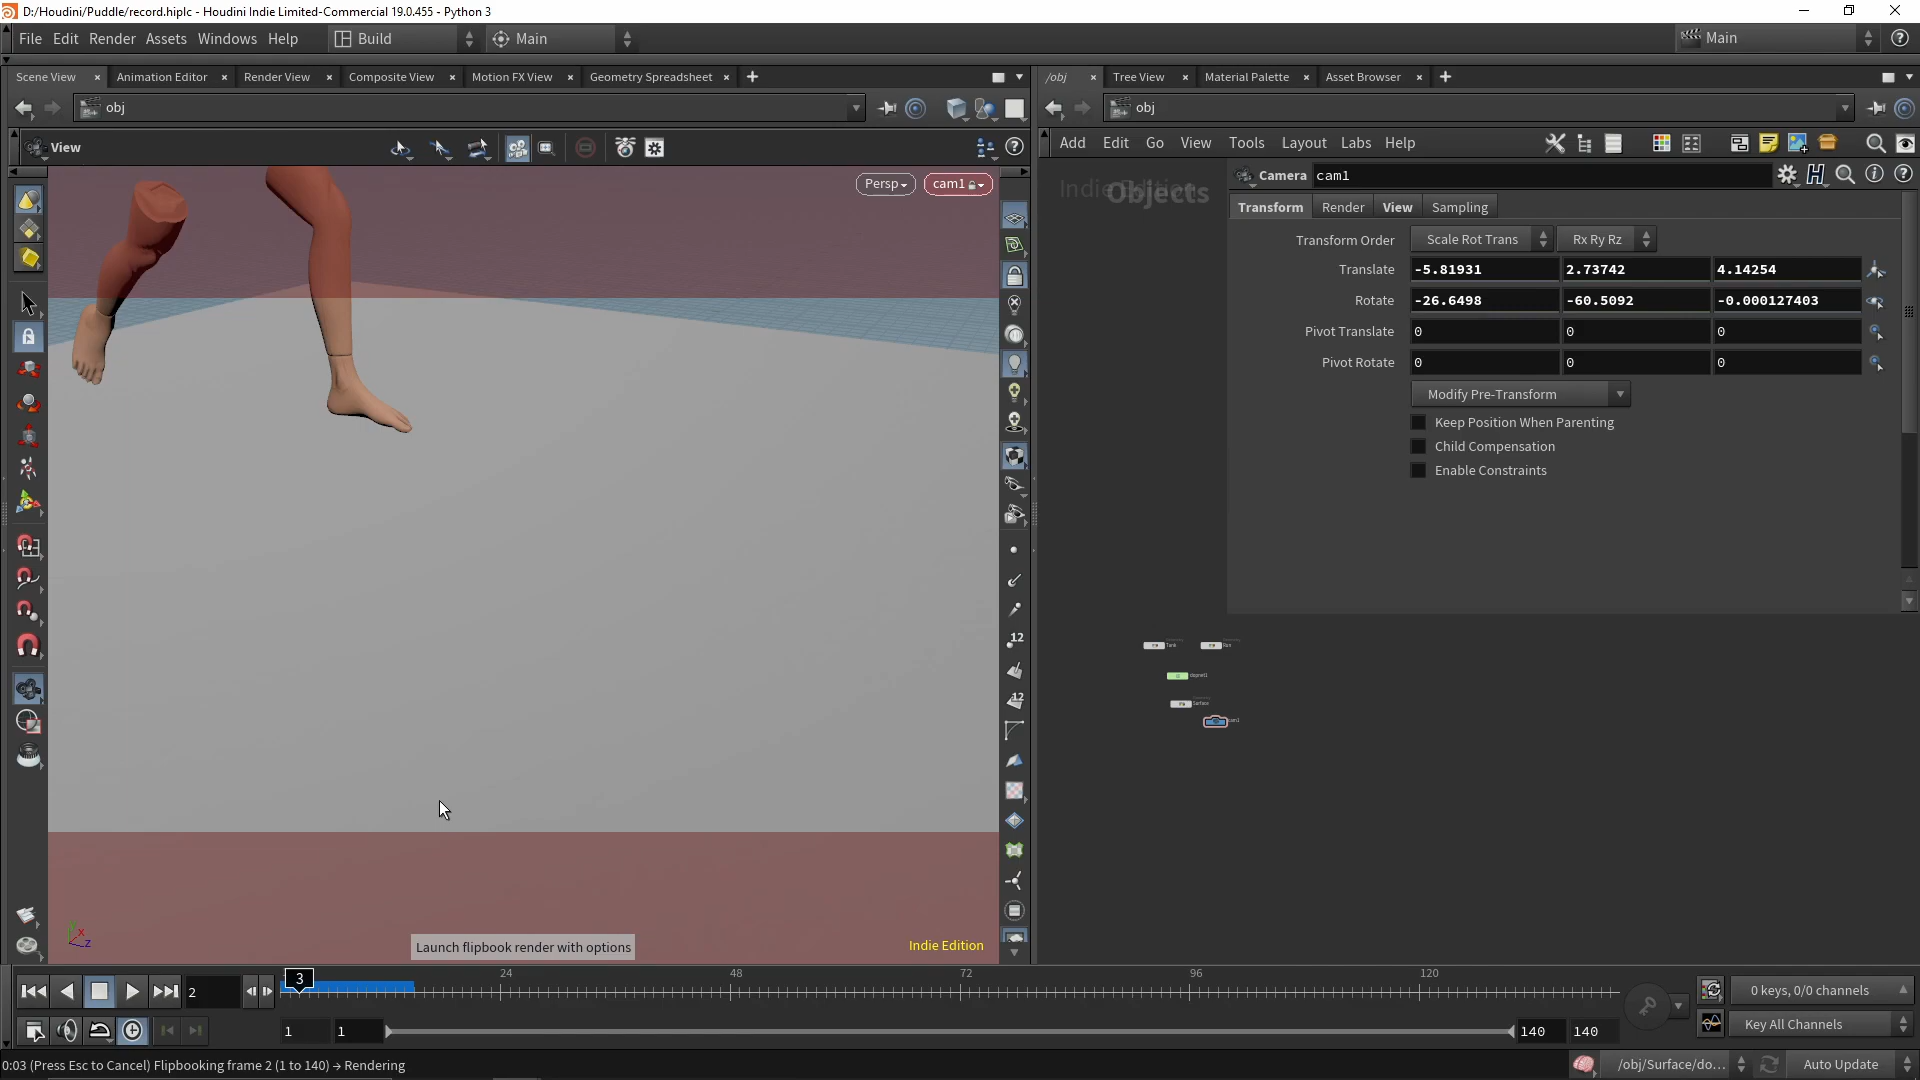 D:/Houdini/Puddle/record.hiplc - Houdini Indie Limited-Commercial 19.0.455 - Python 3
File Edit Render Assets Windows Help Build Main Main
Scene View Animation Editor Render View Composite View Motion FX View Geometry Spreadsheet /obj Tree View Material Palette Asset Browser
obj obj
View Add Edit Go View Tools Layout Labs Help
Persp cam1
Indie Edition Objects
Camera cam1
Transform Render View Sampling
Transform Order Scale Rot Trans Rx Ry Rz
Translate -5.81931 2.73742 4.14254
Rotate -26.6498 -60.5092 -0.000127403
Pivot Translate 0 0 0
Pivot Rotate 0 0 0
Modify Pre-Transform
Keep Position When Parenting
Child Compensation
Enable Constraints
12
12
Surface
cam1
Launch flipbook render with options
Indie Edition
2 3 24 48 72 96 120
0 keys, 0/0 channels
1 1 140 140
Key All Channels
0:03 (Press Esc to Cancel) Flipbooking frame 2 (1 to 140) → Rendering
/obj/Surface/do... Auto Update